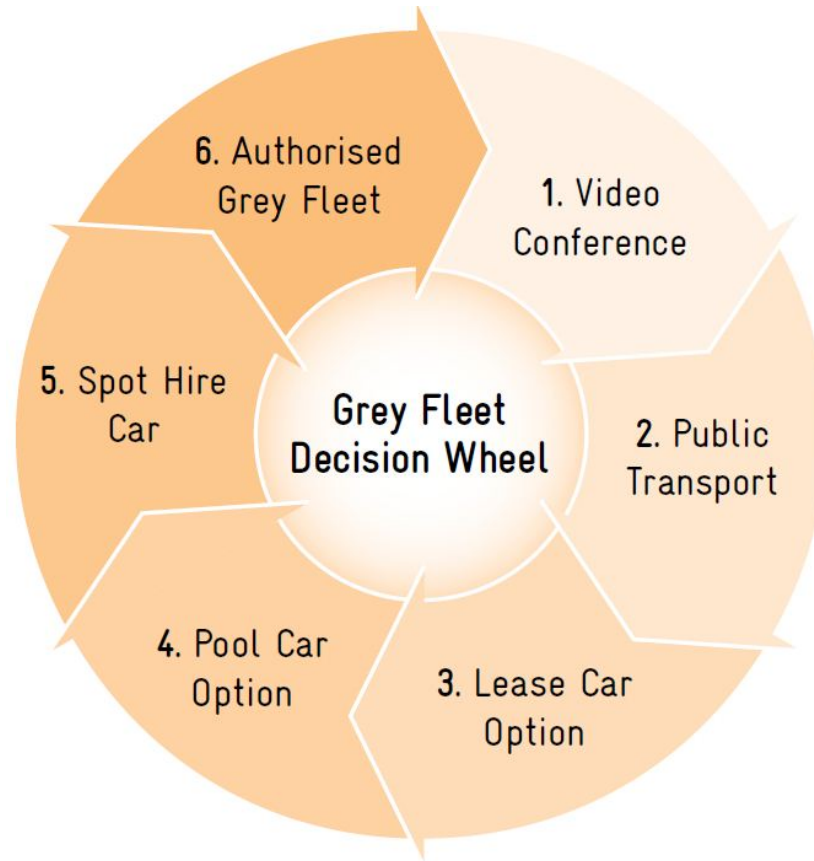 Grey Fleet
Decision Wheel
1. Video
Conference
2. Public
Transport
3. Lease Car
Option
4. Pool Car
Option
5. Spot Hire
Car
6. Authorised
Grey Fleet